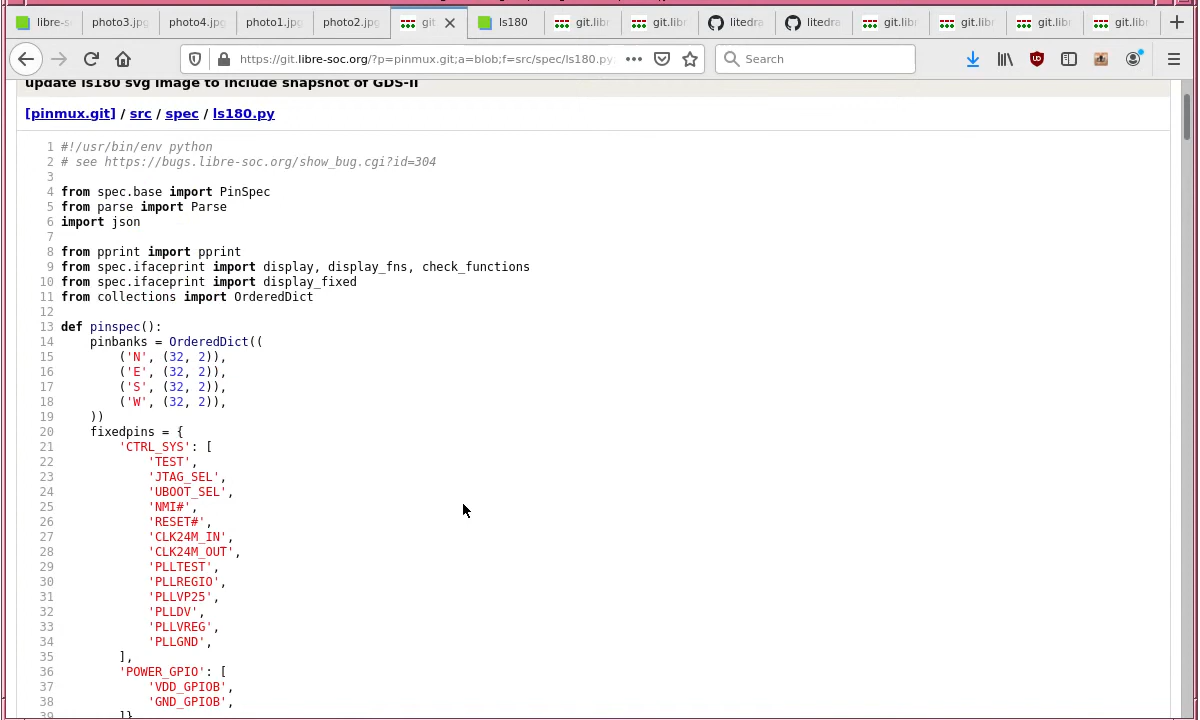 libre-s photo3.jpg photo4.jpg photo1.jpg photo2.jpg git ls180 git.libr git.libr litedra litedra git.libr git.libr git.libr git.libr
https://git.libre-soc.org/?p=pinmux.git;a=blob;f=src/spec/ls180.py; Search
update ls180 svg image to include snapshot of GDS-II
[pinmux.git] / src / spec / ls180.py
1 #!/usr/bin/env python
2 # see https://bugs.libre-soc.org/show_bug.cgi?id=304
3
4 from spec.base import PinSpec
5 from parse import Parse
6 import json
7
8 from pprint import pprint
9 from spec.ifaceprint import display, display_fns, check_functions
10 from spec.ifaceprint import display_fixed
11 from collections import OrderedDict
12
13 def pinspec():
14     pinbanks = OrderedDict((
15         ('N', (32, 2)),
16         ('E', (32, 2)),
17         ('S', (32, 2)),
18         ('W', (32, 2)),
19     ))
20     fixedpins = {
21         'CTRL_SYS': [
22             'TEST',
23             'JTAG_SEL',
24             'UBOOT_SEL',
25             'NMI#',
26             'RESET#',
27             'CLK24M_IN',
28             'CLK24M_OUT',
29             'PLLTEST',
30             'PLLREGIO',
31             'PLLVP25',
32             'PLLDV',
33             'PLLVREG',
34             'PLLGND',
35         ],
36         'POWER_GPIO': [
37             'VDD_GPIOB',
38             'GND_GPIOB',
39         ]}